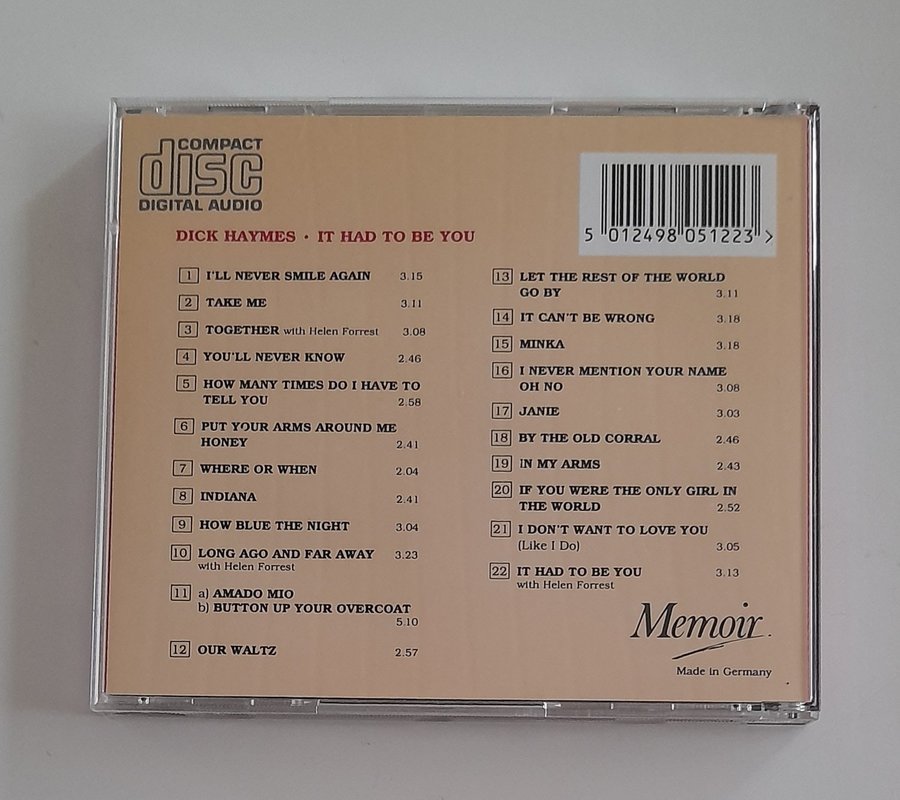 COMPACT
disc
DIGITAL AUDIO
5 012498 051223 >
DICK HAYMES • IT HAD TO BE YOU
1 I'LL NEVER SMILE AGAIN 3.15
2 TAKE ME 3.11
3 TOGETHER with Helen Forrest 3.08
4 YOU'LL NEVER KNOW 2.46
5 HOW MANY TIMES DO I HAVE TO
TELL YOU 2.58
6 PUT YOUR ARMS AROUND ME
HONEY 2.41
7 WHERE OR WHEN 2.04
8 INDIANA 2.41
9 HOW BLUE THE NIGHT 3.04
10 LONG AGO AND FAR AWAY 3.23
with Helen Forrest
11 a) AMADO MIO
b) BUTTON UP YOUR OVERCOAT
5.10
12 OUR WALTZ 2.57
13 LET THE REST OF THE WORLD
GO BY 3.11
14 IT CAN'T BE WRONG 3.18
15 MINKA 3.18
16 I NEVER MENTION YOUR NAME
OH NO 3.08
17 JANIE 3.03
18 BY THE OLD CORRAL 2.46
19 IN MY ARMS 2.43
20 IF YOU WERE THE ONLY GIRL IN
THE WORLD 2.52
21 I DON'T WANT TO LOVE YOU
(Like I Do) 3.05
22 IT HAD TO BE YOU 3.13
with Helen Forrest
Memoir
Made in Germany